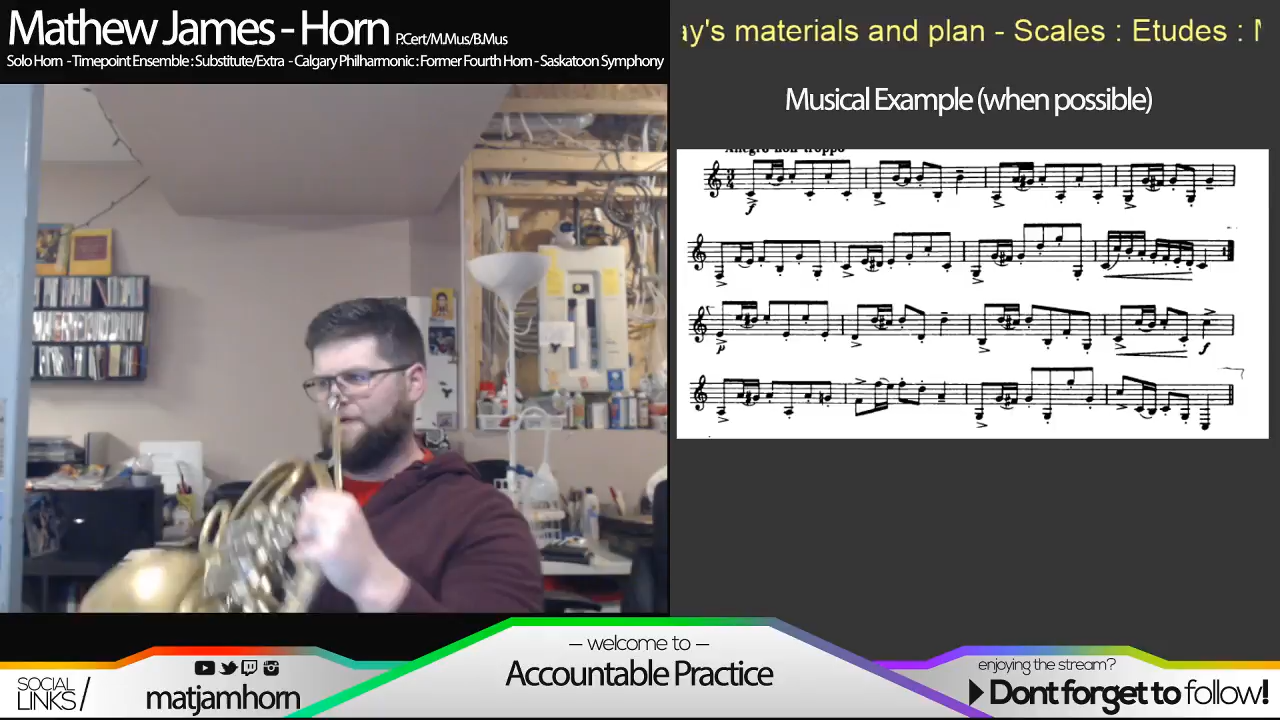 Mathew James - Horn P.Cert/M.Mus/B.Mus
Solo Horn - Timepoint Ensemble : Substitute/Extra - Calgary Philharmonic : Former Fourth Horn - Saskatoon Symphony
ay's materials and plan - Scales : Etudes :
Musical Example (when possible)
Allegro non troppo
— welcome to —
Accountable Practice
SOCIAL
LINKS
matjamhorn
enjoying the stream?
Dont forget to follow!